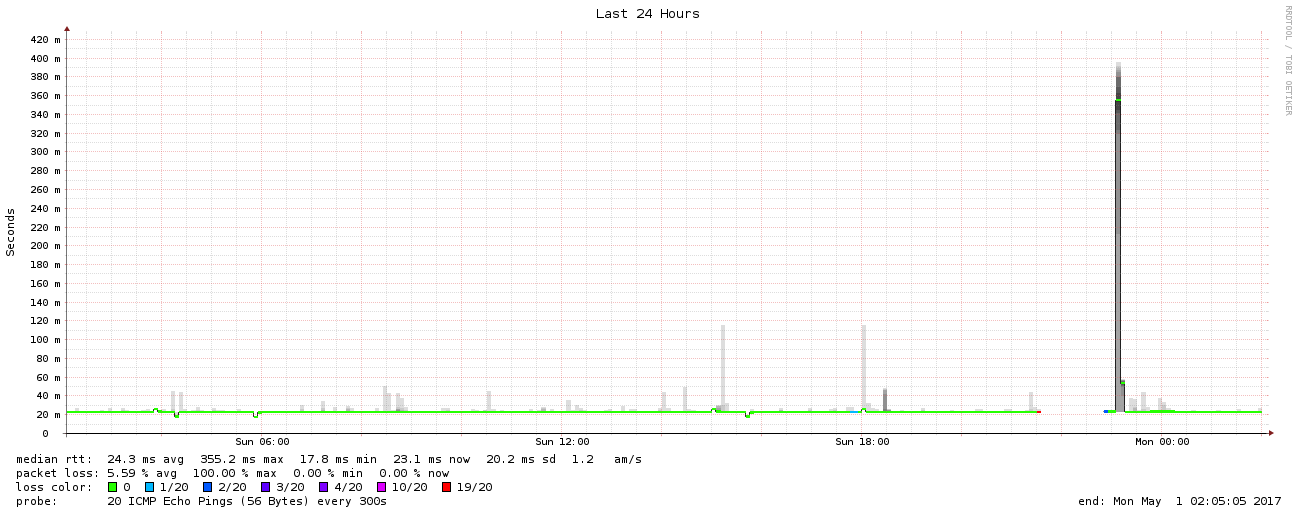 Last 24 Hours
RRDTOOL / TOBI OETIKER
Seconds
420 m
400 m
380 m
360 m
340 m
320 m
300 m
280 m
260 m
240 m
220 m
200 m
180 m
160 m
140 m
120 m
100 m
80 m
60 m
40 m
20 m
0
Sun 06:00 Sun 12:00 Sun 18:00 Mon 00:00
median rtt: 24.3 ms avg 355.2 ms max 17.8 ms min 23.1 ms now 20.2 ms sd 1.2 am/s
packet loss: 5.59 % avg 100.00 % max 0.00 % min 0.00 % now
loss color: 0 1/20 2/20 3/20 4/20 10/20 19/20
probe: 20 ICMP Echo Pings (56 Bytes) every 300s end: Mon May 1 02:05:05 2017